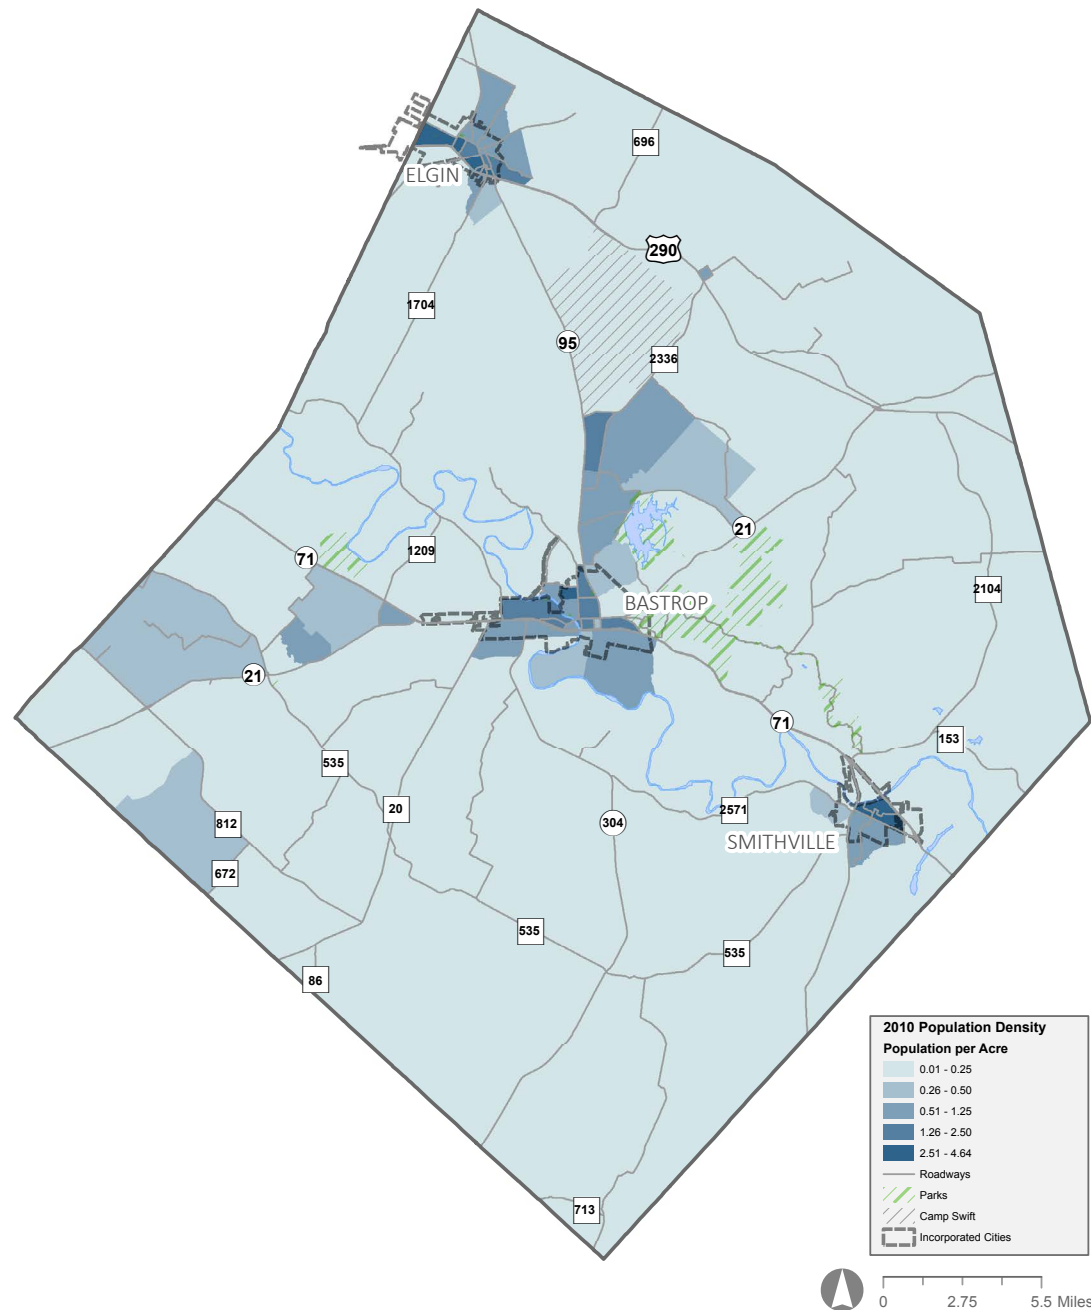 696
ELGIN
290
1704
95
2336
21
71
1209
2104
BASTROP
21
71
153
535
20
2571
304
812
SMITHVILLE
672
535
535
86
713
2010 Population Density
Population per Acre
0.01 - 0.25
0.26 - 0.50
0.51 - 1.25
1.26 - 2.50
2.51 - 4.64
Roadways
Parks
Camp Swift
Incorporated Cities
0 2.75 5.5 Miles